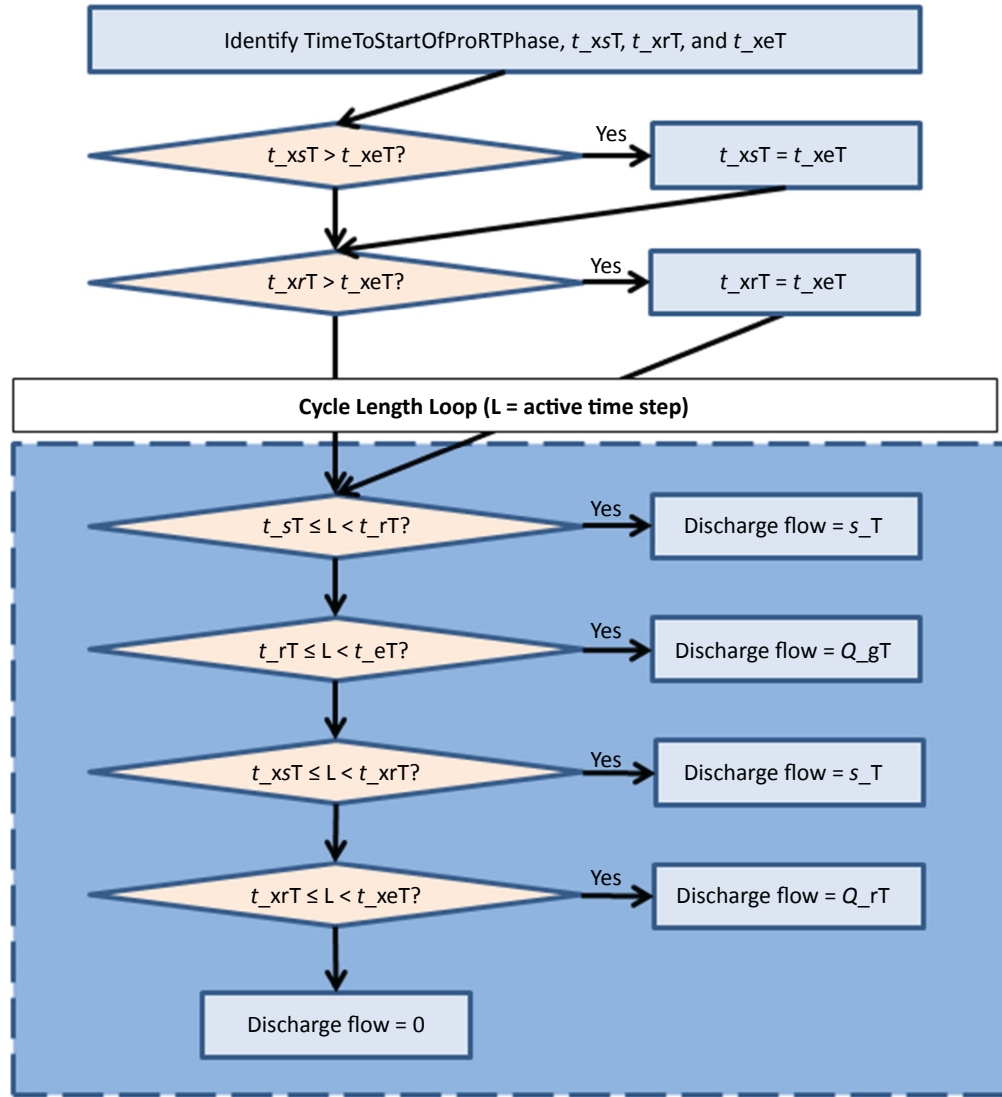 Identify TimeToStartOfProRTPhase, t_xsT, t_xrT, and t_xeT
t_xsT > t_xeT?
Yes
t_xsT = t_xeT
t_xrT > t_xeT?
Yes
t_xrT = t_xeT
Cycle Length Loop (L = active time step)
t_sT ≤ L < t_rT?
Yes
Discharge flow = s_T
t_rT ≤ L < t_eT?
Yes
Discharge flow = Q_gT
t_xsT ≤ L < t_xrT?
Yes
Discharge flow = s_T
t_xrT ≤ L < t_xeT?
Yes
Discharge flow = Q_rT
Discharge flow = 0